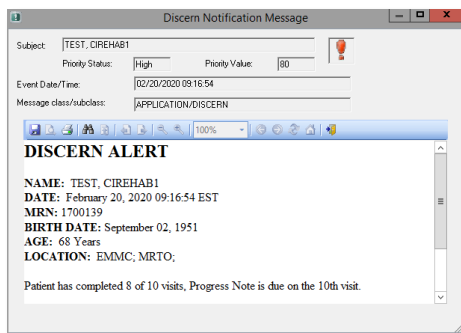 Discern Notification Message
Subject: TEST, CIREHAB1
Priority Status: High Priority Value: 80
Event Date/Time: 02/20/2020 09:16:54
Message class/subclass: APPLICATION/DISCERN
100%
DISCERN ALERT
NAME: TEST, CIREHAB1
DATE: February 20, 2020 09:16:54 EST
MRN: 1700139
BIRTH DATE: September 02, 1951
AGE: 68 Years
LOCATION: EMMC; MRTO;
Patient has completed 8 of 10 visits, Progress Note is due on the 10th visit.